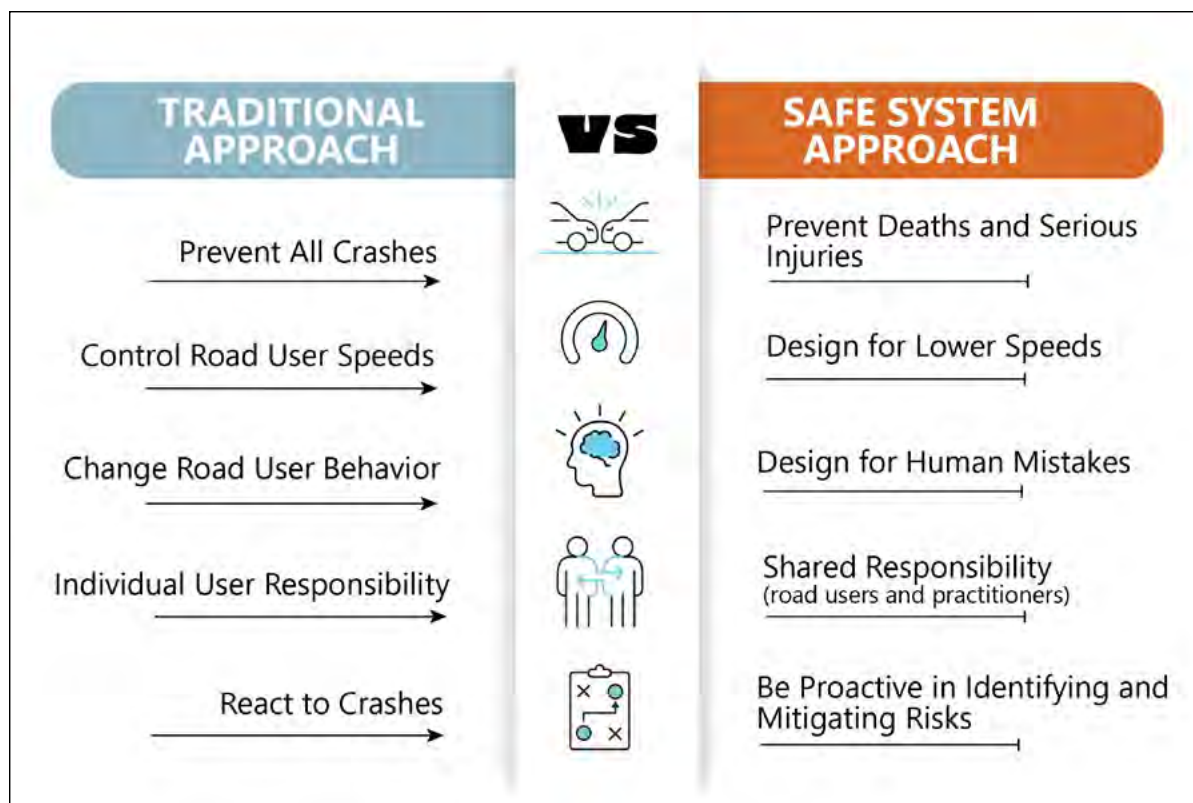 TRADITIONAL
APPROACH
VS
SAFE SYSTEM
APPROACH
Prevent All Crashes
Prevent Deaths and Serious
Injuries
Control Road User Speeds
Design for Lower Speeds
Change Road User Behavior
Design for Human Mistakes
Individual User Responsibility
Shared Responsibility
(road users and practitioners)
React to Crashes
Be Proactive in Identifying and
Mitigating Risks